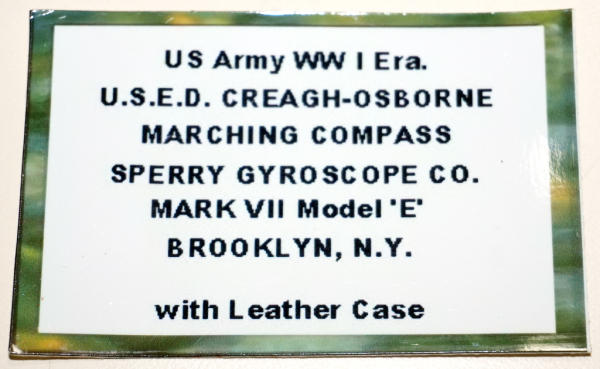 US Army WW I Era.
U.S.E.D. CREAGH-OSBORNE
MARCHING COMPASS
SPERRY GYROSCOPE CO.
MARK VII Model 'E'
BROOKLYN, N.Y.
with Leather Case